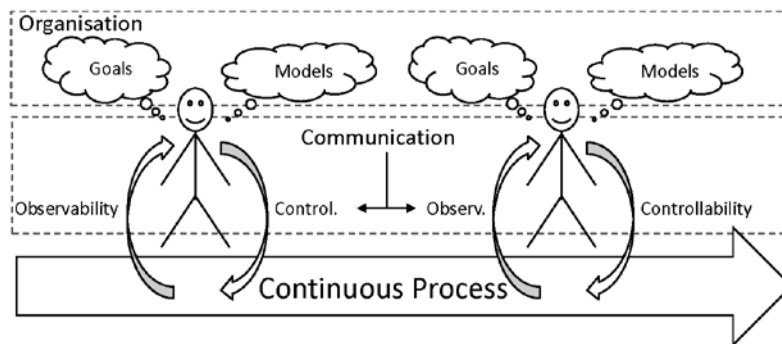 Organisation
Goals
Models
Goals
Models
Communication
Observability
Control.
Observ.
Controllability
Continuous Process